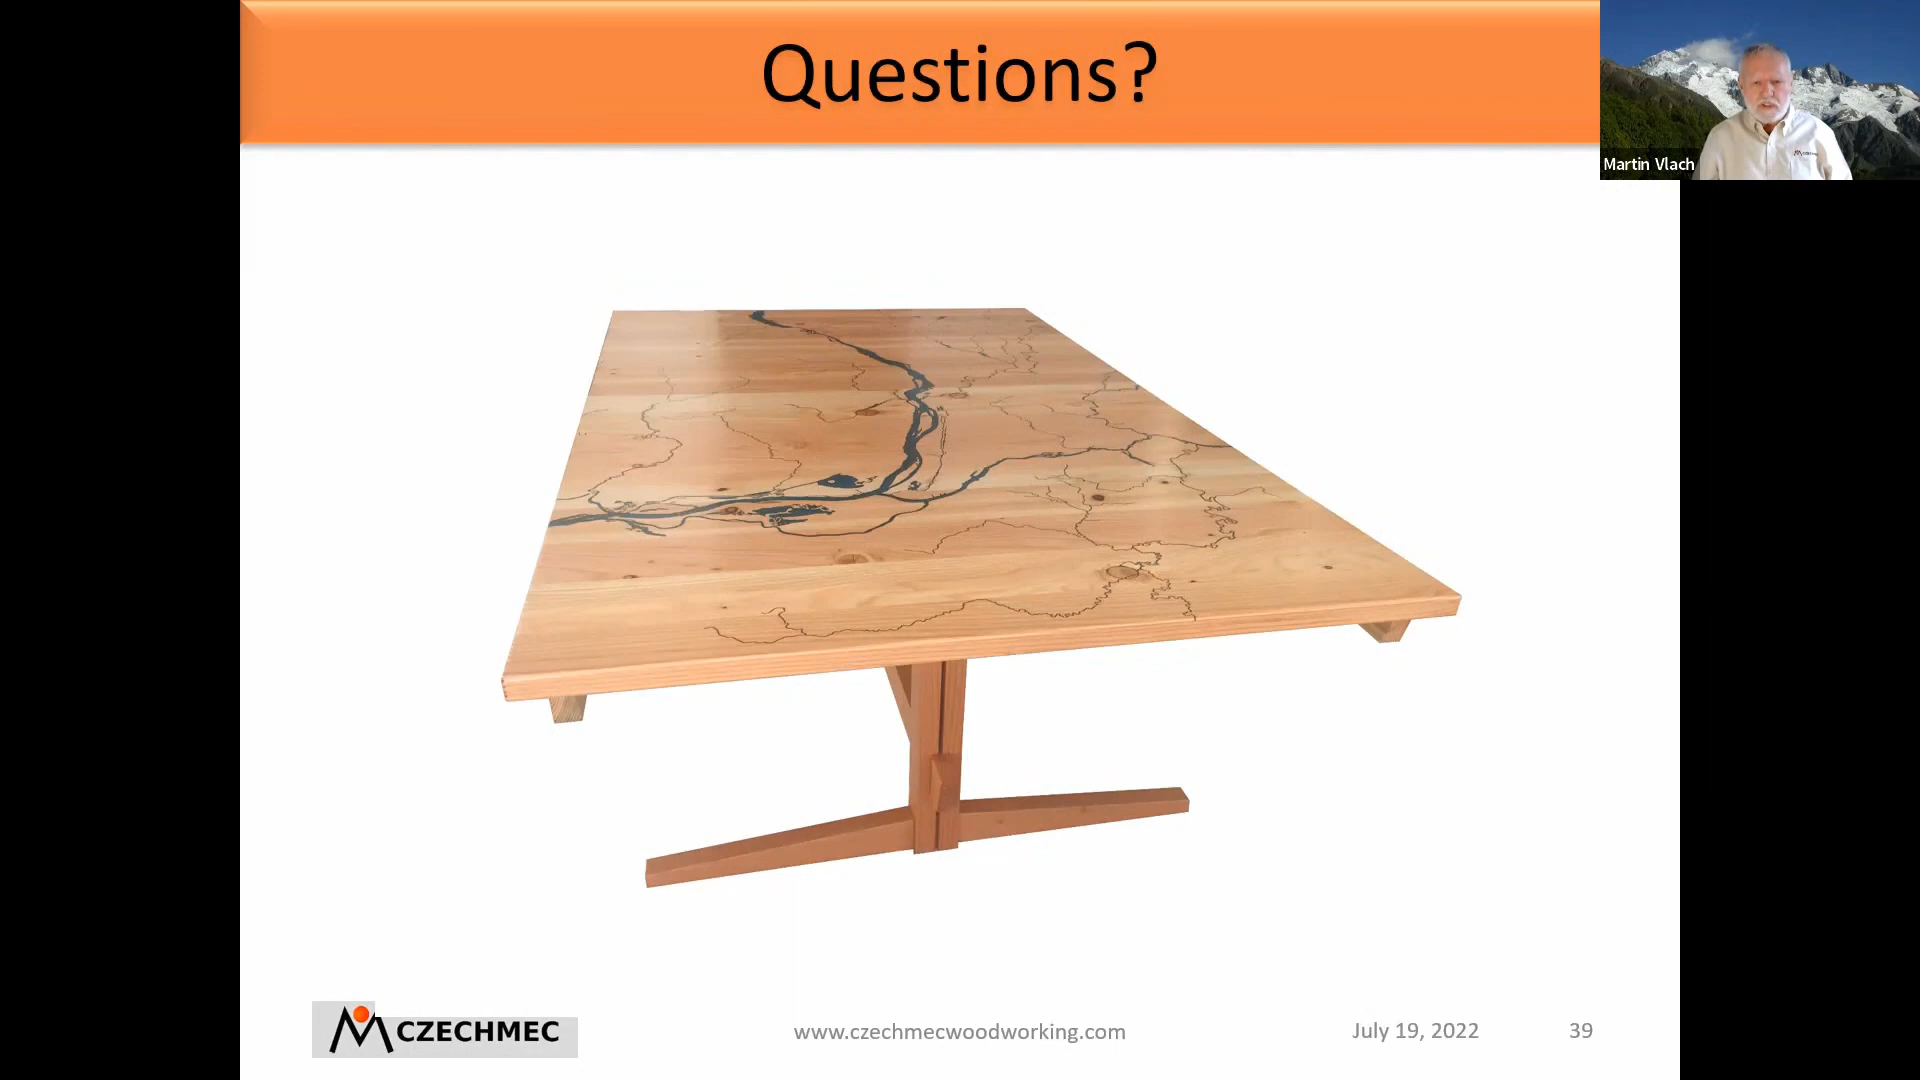 Questions?
Martin Vlach
CZECHMEC
www.czechmecwoodworking.com
July 19, 2022
39